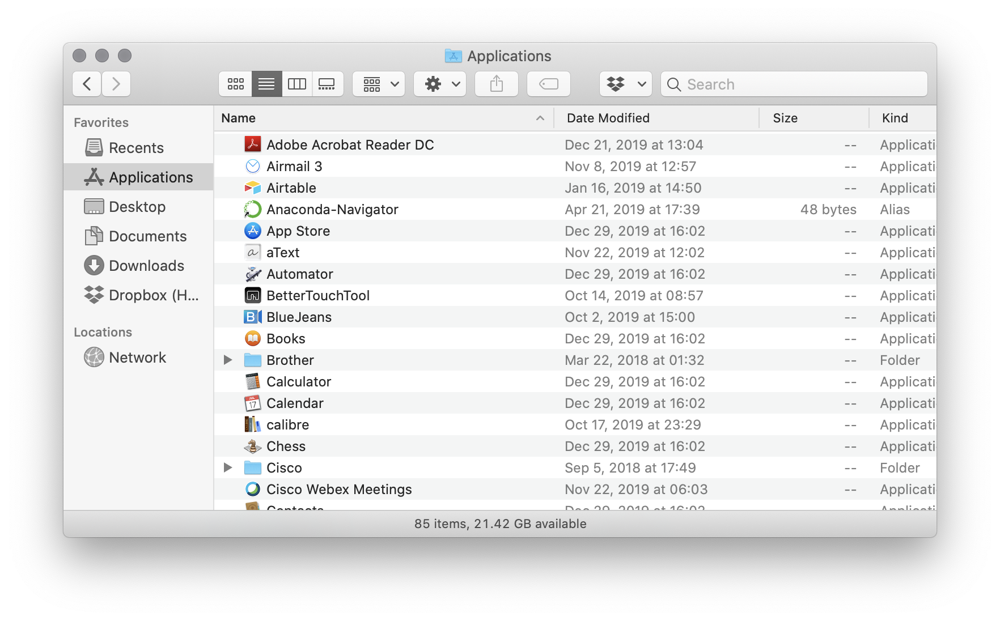 Applications
Search
Favorites
Recents
Applications
Desktop
Documents
Downloads
Dropbox (H...
Locations
Network
Name Date Modified Size Kind
Adobe Acrobat Reader DC Dec 21, 2019 at 13:04 -- Applicati
Airmail 3 Nov 8, 2019 at 12:57 -- Applicati
Airtable Jan 16, 2019 at 14:50 -- Applicati
Anaconda-Navigator Apr 21, 2019 at 17:39 48 bytes Alias
App Store Dec 29, 2019 at 16:02 -- Applicati
aText Nov 22, 2019 at 12:02 -- Applicati
Automator Dec 29, 2019 at 16:02 -- Applicati
BetterTouchTool Oct 14, 2019 at 08:57 -- Applicati
BlueJeans Oct 2, 2019 at 15:00 -- Applicati
Books Dec 29, 2019 at 16:02 -- Applicati
Brother Mar 22, 2018 at 01:32 -- Folder
Calculator Dec 29, 2019 at 16:02 -- Applicati
Calendar Dec 29, 2019 at 16:02 -- Applicati
calibre Oct 17, 2019 at 23:29 -- Applicati
Chess Dec 29, 2019 at 16:02 -- Applicati
Cisco Sep 5, 2018 at 17:49 -- Folder
Cisco Webex Meetings Nov 22, 2019 at 06:03 -- Applicati
Contacts Dec 29, 2019 at 16:02 -- Applicati
85 items, 21.42 GB available